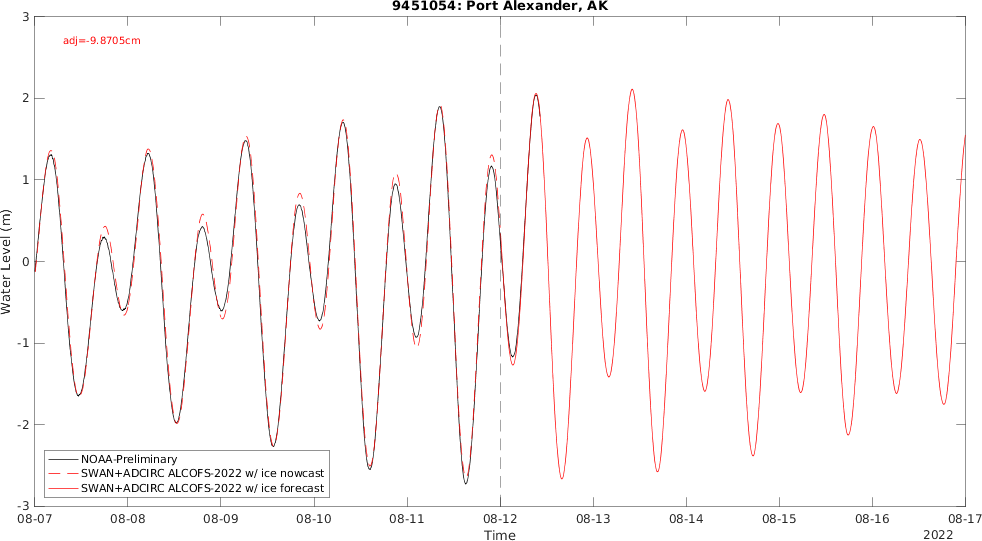 9451054: Port Alexander, AK
adj=-9.8705cm
Water Level (m)
3
2
1
0
-1
-2
-3
NOAA-Preliminary
SWAN+ADCIRC ALCOFS-2022 w/ ice nowcast
SWAN+ADCIRC ALCOFS-2022 w/ ice forecast
08-07 08-08 08-09 08-10 08-11 08-12 08-13 08-14 08-15 08-16 08-17
Time
2022